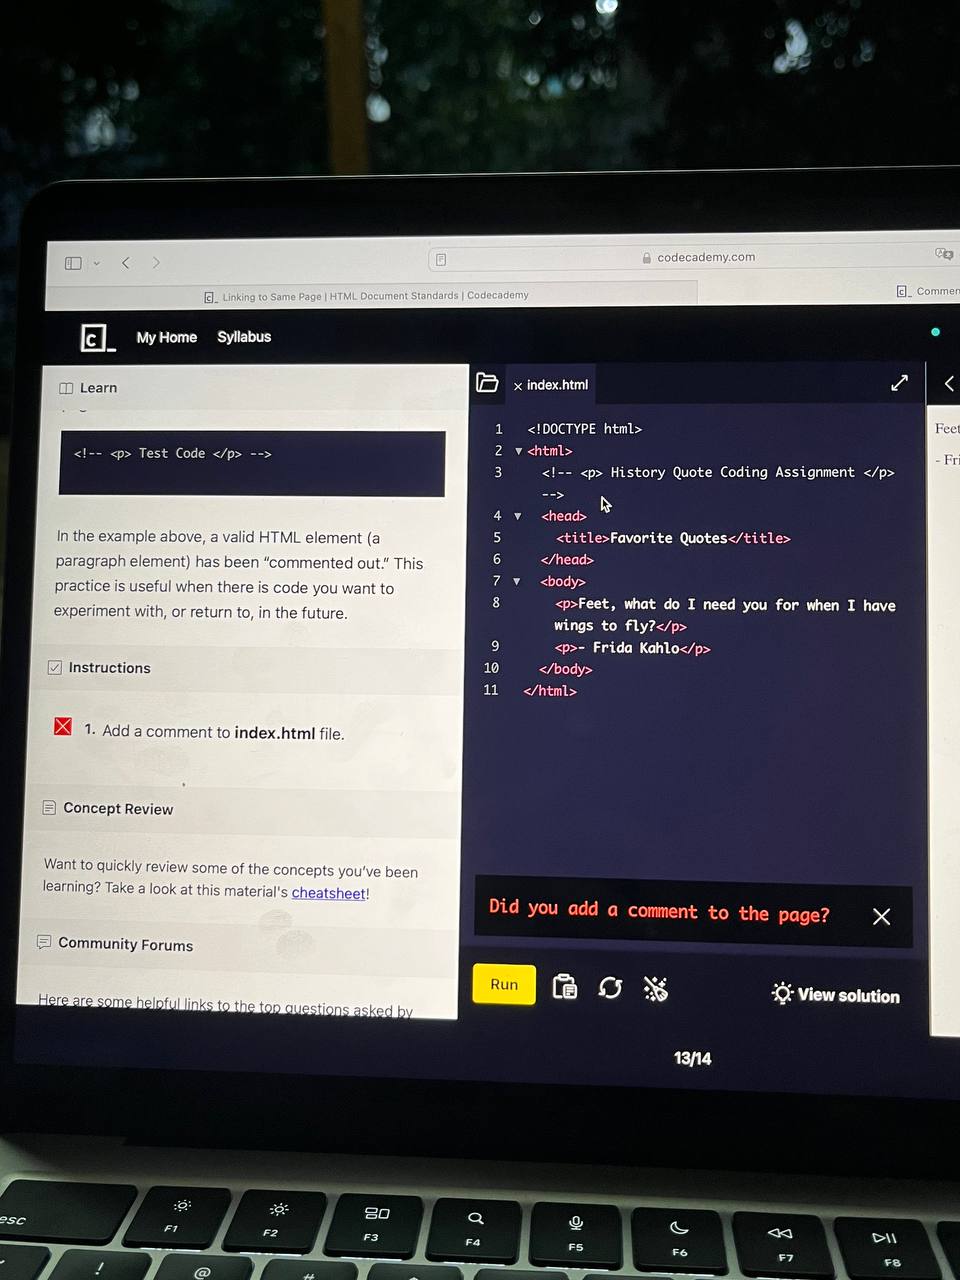 codecademy.com
Linking to Same Page | HTML Document Standards | Codecademy
My Home Syllabus
Learn
<!-- <p> Test Code </p> -->
In the example above, a valid HTML element (a
paragraph element) has been “commented out.” This
practice is useful when there is code you want to
experiment with, or return to, in the future.
Instructions
1. Add a comment to index.html file.
Concept Review
Want to quickly review some of the concepts you’ve been
learning? Take a look at this material's cheatsheet!
Community Forums
Here are some helpful links to the top questions asked by
index.html
1 <!DOCTYPE html>
2 <html>
3 <!-- <p> History Quote Coding Assignment </p>
-->
4 <head>
5 <title>Favorite Quotes</title>
6 </head>
7 <body>
8 <p>Feet, what do I need you for when I have
wings to fly?</p>
9 <p>- Frida Kahlo</p>
10 </body>
11 </html>
Did you add a comment to the page?
Run
View solution
13/14
Feet
- Fri
esc
F1
F2
F3
F4
F5
F6
F7
F8
!
@
#